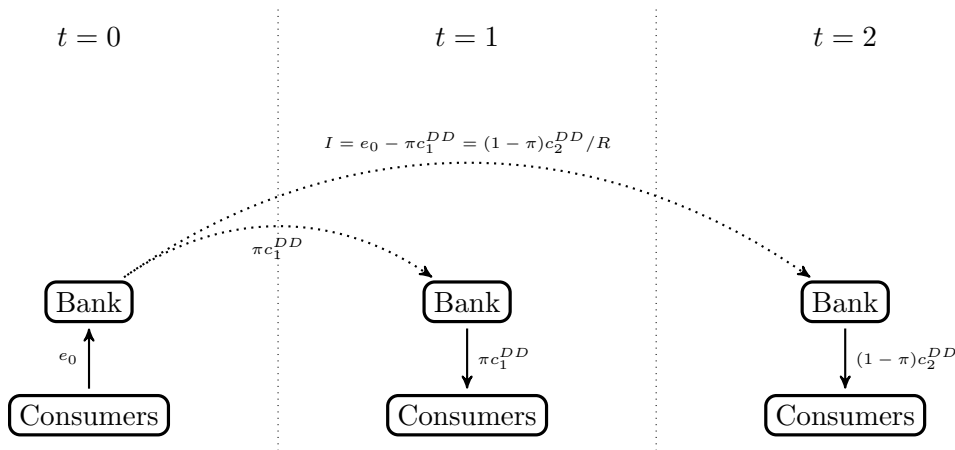 t = 0 t = 1 t = 2
I = e_0 − πc_1^{DD} = (1 − π)c_2^{DD}/R
πc_1^{DD}
Bank Bank Bank
e_0 πc_1^{DD} (1 − π)c_2^{DD}
Consumers Consumers Consumers